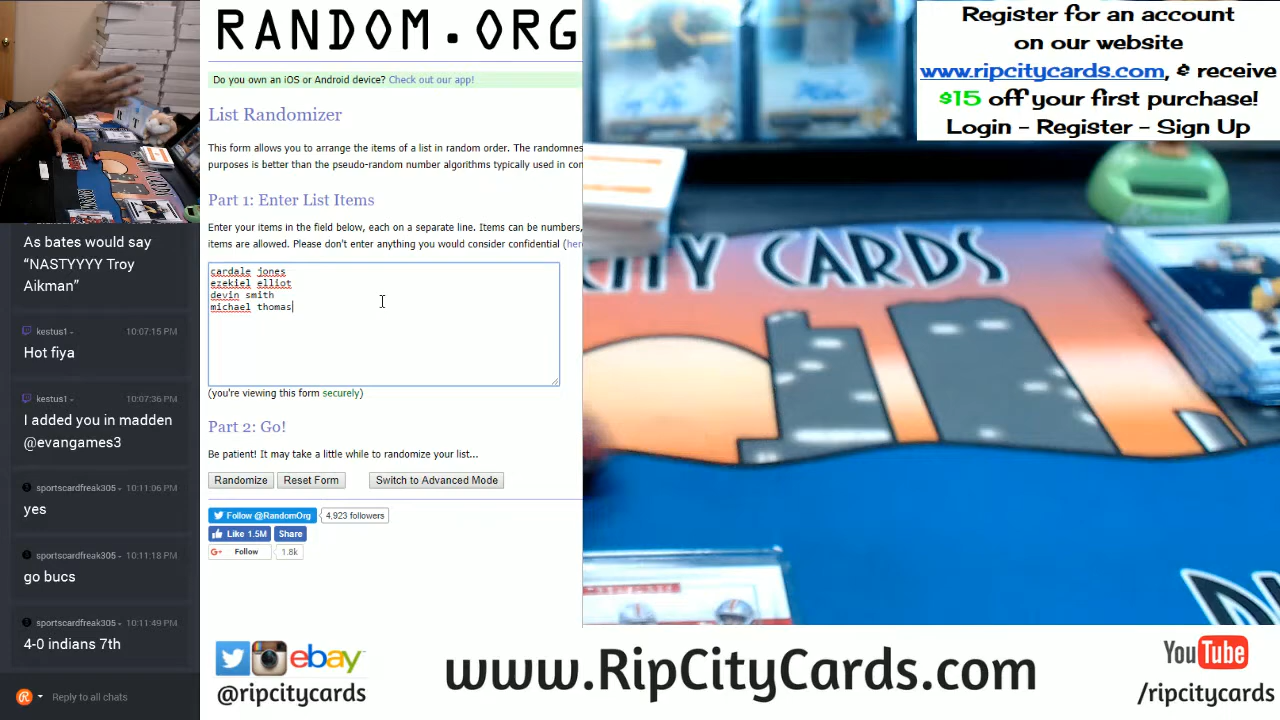 As bates would say
“NASTYYYY Troy
Aikman”
kestus1 - 10:07:15 PM
Hot fiya
kestus1 - 10:07:36 PM
I added you in madden
@evangames3
sportscardfreak305 - 10:11:06 PM
yes
sportscardfreak305 - 10:11:18 PM
go bucs
sportscardfreak305 - 10:11:49 PM
4-0 indians 7th
Reply to all chats
RANDOM.ORG
Do you own an iOS or Android device? Check out our app!
List Randomizer
This form allows you to arrange the items of a list in random order. The randomnes
purposes is better than the pseudo-random number algorithms typically used in con
Part 1: Enter List Items
Enter your items in the field below, each on a separate line. Items can be numbers,
items are allowed. Please don't enter anything you would consider confidential (her
cardale jones
ezekiel elliot
devin smith
michael thomas
(you're viewing this form securely)
Part 2: Go!
Be patient! It may take a little while to randomize your list...
Randomize Reset Form Switch to Advanced Mode
Follow @RandomOrg 4,923 followers
Like 1.5M Share
G+ Follow 1.8k
Register for an account
on our website
www.ripcitycards.com, & receive
$15 off your first purchase!
Login - Register - Sign Up
CITY CARDS
ebay
@ripcitycards
www.RipCityCards.com
YouTube
/ripcitycards